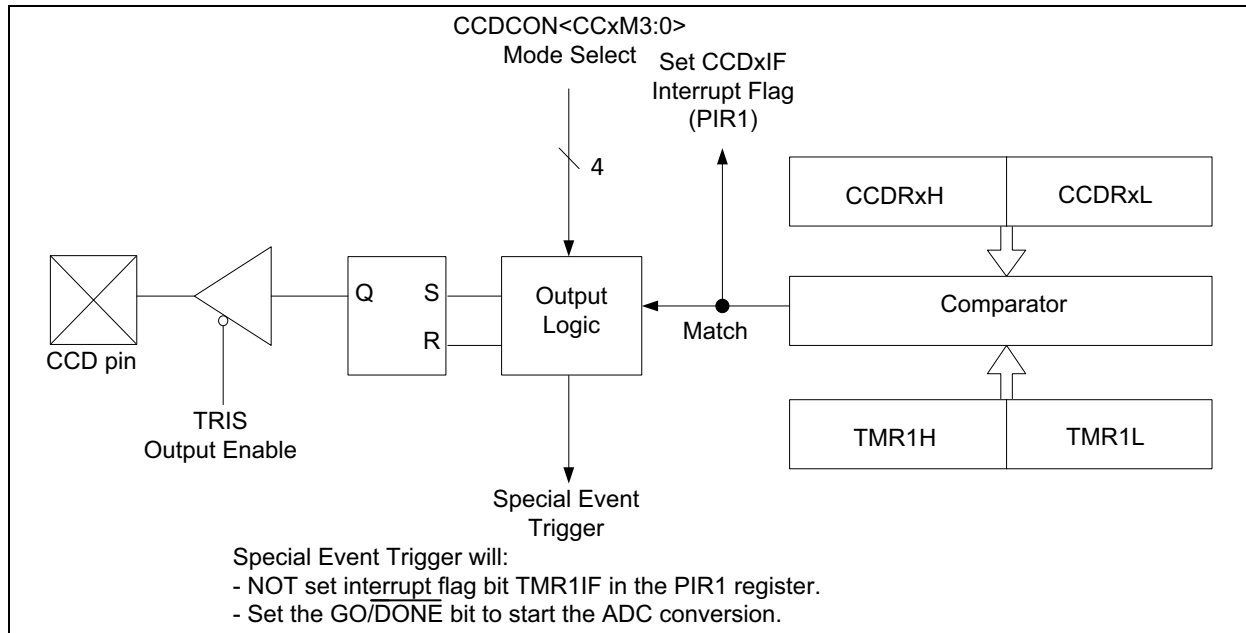 CCDCON<CCxM3:0>
Mode Select
Set CCDxIF
Interrupt Flag
(PIR1)
4
CCDRxH
CCDRxL
Q
S
R
Output
Logic
Match
Comparator
CCD pin
TRIS
Output Enable
TMR1H
TMR1L
Special Event
Trigger
Special Event Trigger will:
- NOT set interrupt flag bit TMR1IF in the PIR1 register.
- Set the GO/DONE bit to start the ADC conversion.